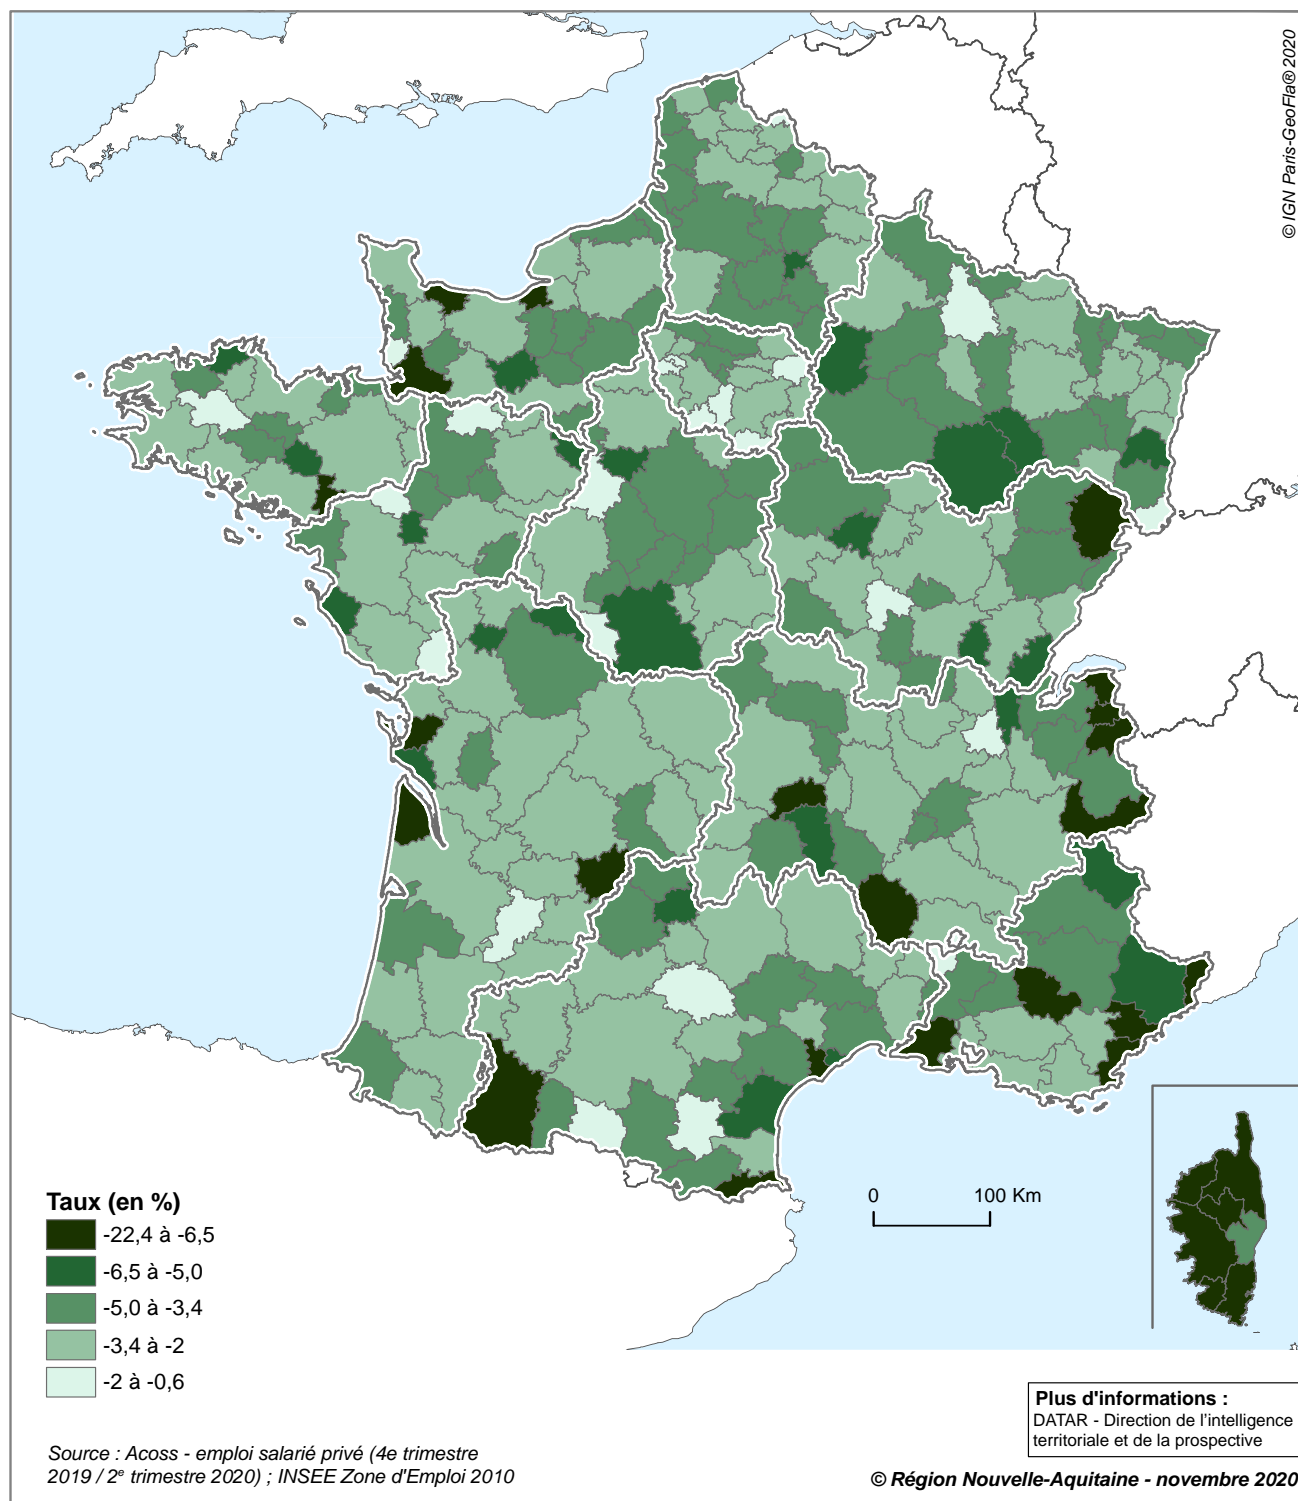 © IGN Paris-GeoFla®2020
Taux (en %)
-22,4 à -6,5
-6,5 à -5,0
-5,0 à -3,4
-3,4 à -2
-2 à -0,6
0 100 Km
Plus d'informations :
DATAR - Direction de l'intelligence
territoriale et de la prospective
Source : Acoss - emploi salarié privé (4e trimestre
2019 / 2e trimestre 2020) ; INSEE Zone d'Emploi 2010
© Région Nouvelle-Aquitaine - novembre 2020